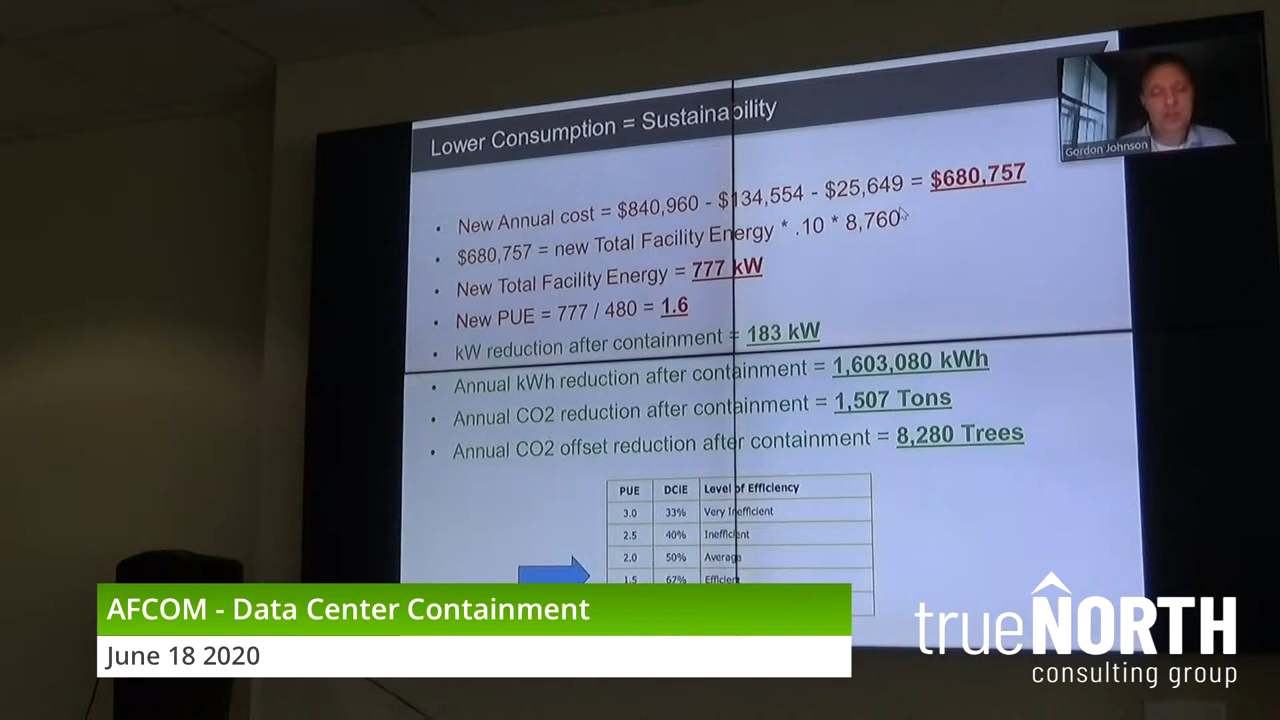 Lower Consumption = Sustainability
Gordon Johnson
• New Annual cost = $840,960 - $134,554 - $25,649 = $680,757
• $680,757 = new Total Facility Energy * .10 * 8,760
• New Total Facility Energy = 777 kW
• New PUE = 777 / 480 = 1.6
• kW reduction after containment = 183 kW
• Annual kWh reduction after containment = 1,603,080 kWh
• Annual CO2 reduction after containment = 1,507 Tons
• Annual CO2 offset reduction after containment = 8,280 Trees
PUE DCIE Level of Efficiency
3.0 33% Very Inefficient
2.5 40% Inefficient
2.0 50% Average
1.5 67% Efficient
AFCOM - Data Center Containment
June 18 2020
trueNORTH
consulting group